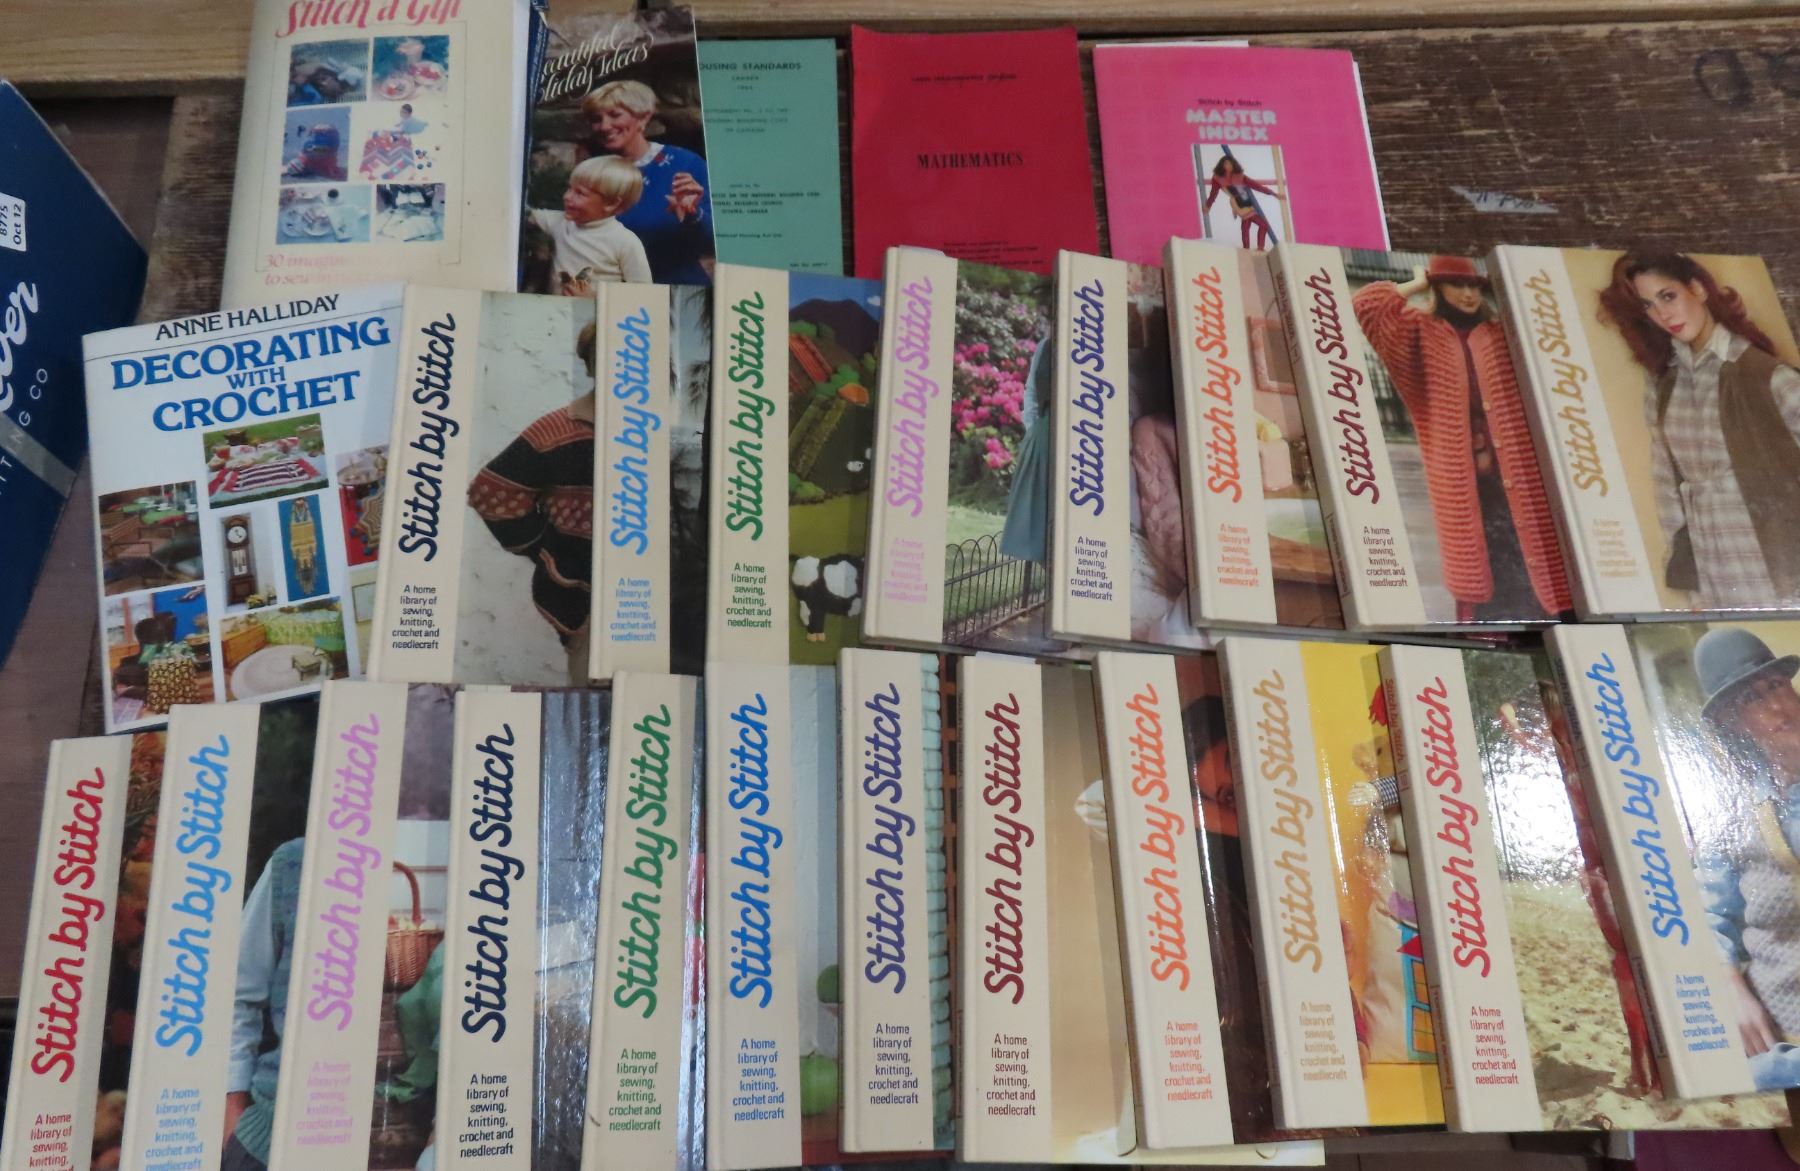 Stitch a Gift
30
to sew
Beautiful
Holiday Ideas
HOUSING STANDARDS
CANADA
OF CANADA
OTTAWA, CANADA
MATHEMATICS
Stitch by Stitch
MASTER
INDEX
8775
Oct 12
G CO
ANNE HALLIDAY
DECORATING
WITH
CROCHET
Stitch by Stitch
A home
library of
sewing,
knitting,
crochet and
needlecraft
Stitch by Stitch
A home
library of
sewing,
knitting,
crochet and
needlecraft
Stitch by Stitch
A home
library of
sewing,
knitting,
crochet and
needlecraft
Stitch by Stitch
A home
library of
sewing,
knitting,
crochet and
needlecraft
Stitch by Stitch
A home
library of
sewing,
knitting,
crochet and
needlecraft
Stitch by Stitch
A home
library of
sewing,
knitting,
crochet and
needlecraft
Stitch by Stitch
A home
library of
sewing,
knitting,
crochet and
needlecraft
Stitch by Stitch
A home
library of
sewing,
knitting,
crochet and
needlecraft
Stitch by Stitch
A home
library of
sewing,
knitting,
Stitch by Stitch
A home
library of
sewing,
knitting,
crochet and
needlecraft
Stitch by Stitch
A home
library of
sewing,
knitting,
crochet and
needlecraft
Stitch by Stitch
A home
library of
sewing,
knitting,
crochet and
needlecraft
Stitch by Stitch
A home
library of
sewing,
knitting,
crochet and
needlecraft
Stitch by Stitch
A home
library of
sewing,
knitting,
crochet and
needlecraft
Stitch by Stitch
A home
library of
sewing,
knitting,
crochet and
needlecraft
Stitch by Stitch
A home
library of
sewing,
knitting,
crochet and
needlecraft
Stitch by Stitch
A home
library of
sewing,
knitting,
crochet and
needlecraft
Stitch by Stitch
A home
library of
sewing,
knitting,
crochet and
needlecraft
Stitch by Stitch
A home
library of
sewing,
knitting,
crochet and
needlecraft
Stitch by Stitch
A home
library of
sewing,
knitting,
crochet and
needlecraft